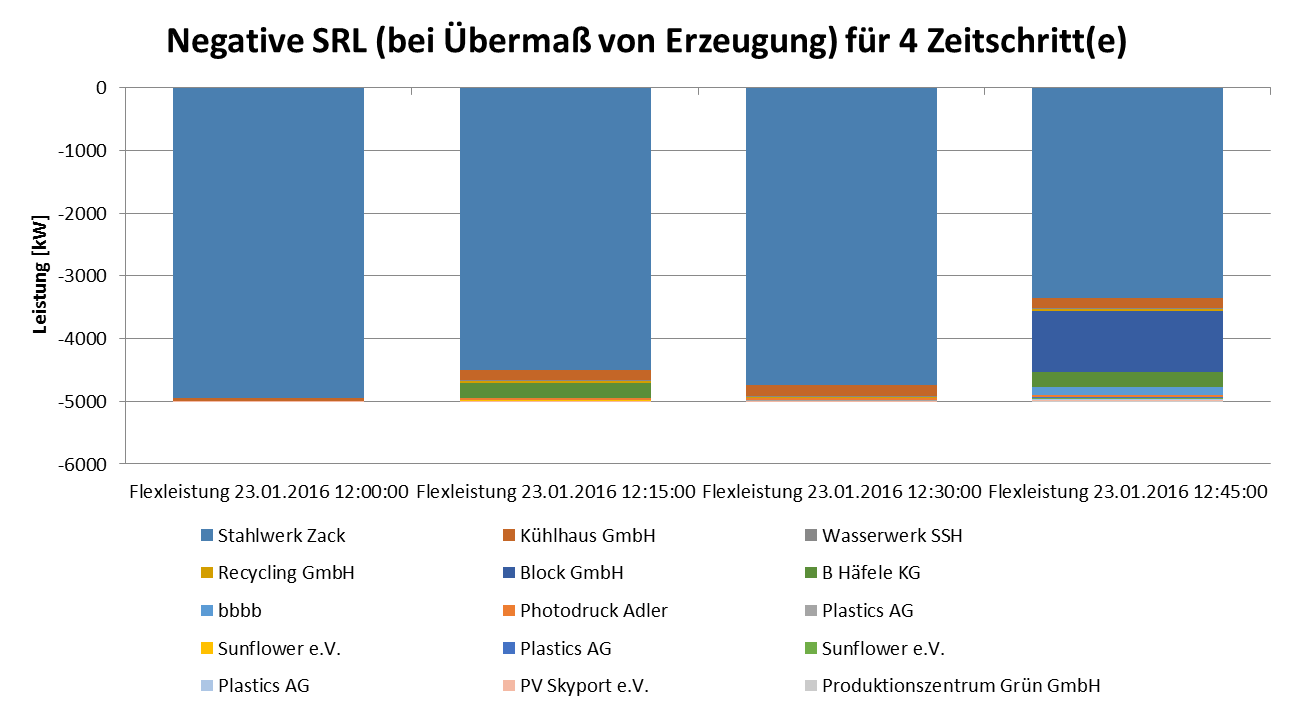 Negative SRL (bei Übermaß von Erzeugung) für 4 Zeitschritt(e)
0
-1000
-2000
-3000
-4000
-5000
-6000
Leistung [kW]
Flexleistung 23.01.2016 12:00:00 Flexleistung 23.01.2016 12:15:00 Flexleistung 23.01.2016 12:30:00 Flexleistung 23.01.2016 12:45:00
Stahlwerk Zack Kühlhaus GmbH Wasserwerk SSH
Recycling GmbH Block GmbH B Häfele KG
bbbb Photodruck Adler Plastics AG
Sunflower e.V. Plastics AG Sunflower e.V.
Plastics AG PV Skyport e.V. Produktionszentrum Grün GmbH